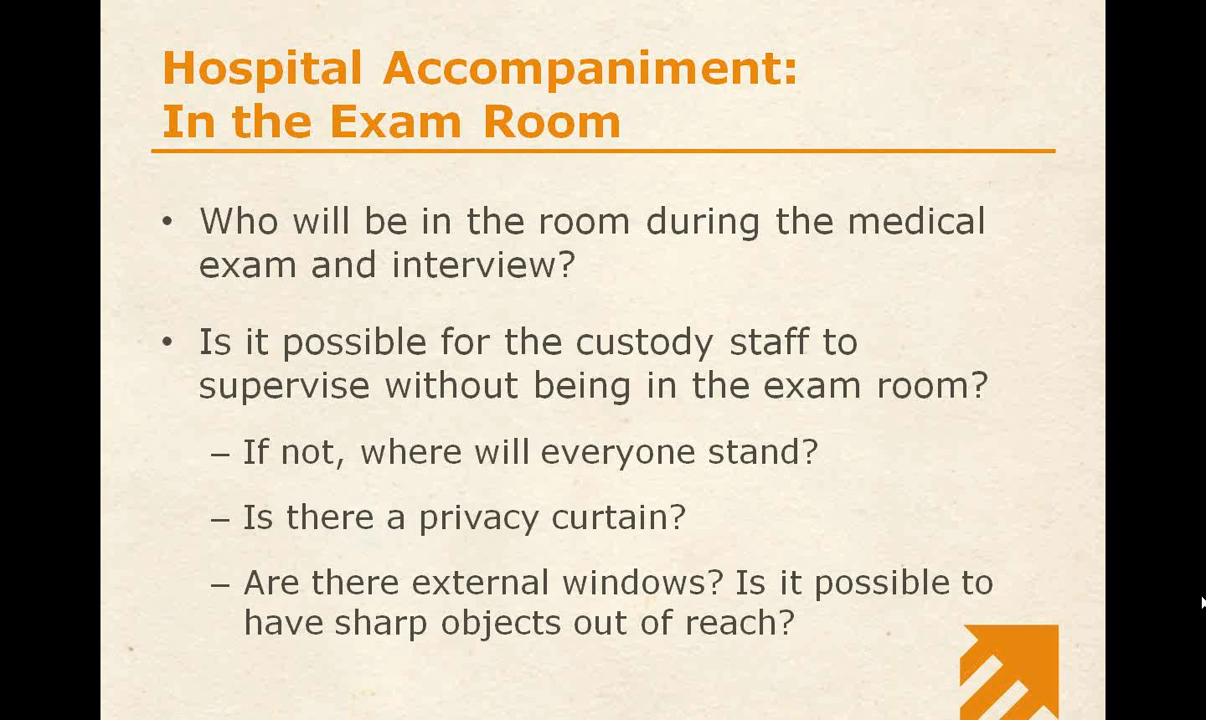 Hospital Accompaniment:
In the Exam Room
• Who will be in the room during the medical
exam and interview?
• Is it possible for the custody staff to
supervise without being in the exam room?
– If not, where will everyone stand?
– Is there a privacy curtain?
– Are there external windows? Is it possible to
have sharp objects out of reach?